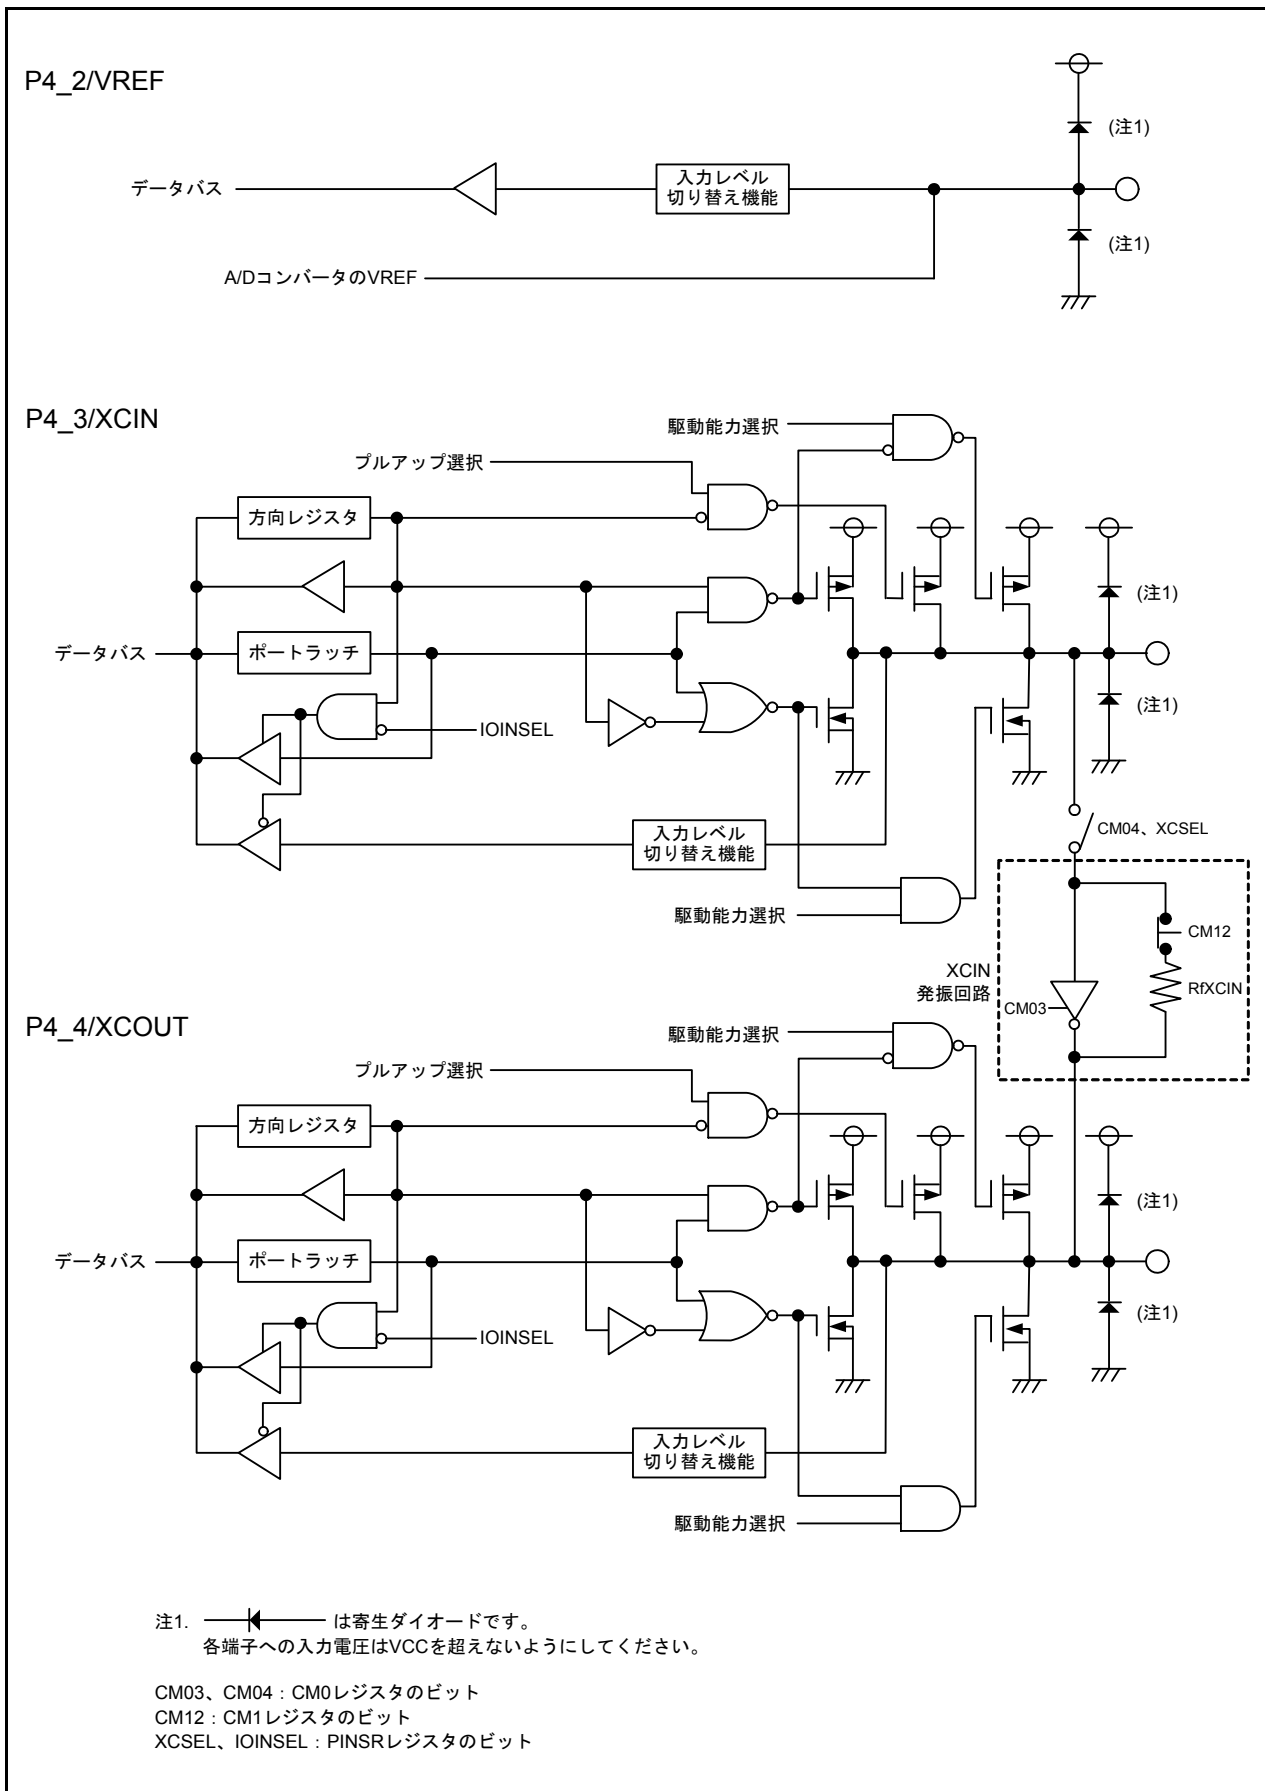 P4_2/VREF
(注1)
データバス
入力レベル
切り替え機能
(注1)
A/DコンバータのVREF
P4_3/XCIN
駆動能力選択
プルアップ選択
方向レジスタ
(注1)
データバス
ポートラッチ
(注1)
IOINSEL
入力レベル
切り替え機能
CM04、XCSEL
駆動能力選択
CM12
XCIN
発振回路
RfXCIN
CM03
P4_4/XCOUT
駆動能力選択
プルアップ選択
方向レジスタ
(注1)
データバス
ポートラッチ
(注1)
IOINSEL
入力レベル
切り替え機能
駆動能力選択
注1. は寄生ダイオードです。
各端子への入力電圧はVCCを超えないようにしてください。
CM03、CM04：CM0レジスタのビット
CM12：CM1レジスタのビット
XCSEL、IOINSEL：PINSRレジスタのビット